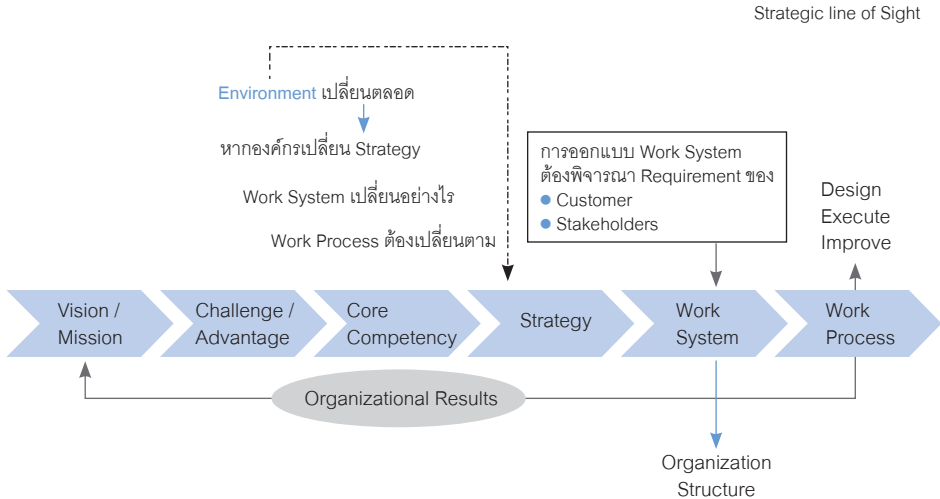 Strategic line of Sight
Environment เปลี่ยนตลอด
หากองค์กรเปลี่ยน Strategy
Work System เปลี่ยนอย่างไร
Work Process ต้องเปลี่ยนตาม
การออกแบบ Work System
ต้องพิจารณา Requirement ของ
● Customer
● Stakeholders
Design
Execute
Improve
Vision /
Mission
Challenge /
Advantage
Core
Competency
Strategy
Work
System
Work
Process
Organizational Results
Organization
Structure